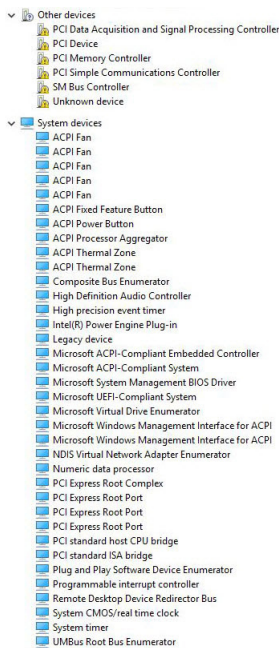 Other devices
PCI Data Acquisition and Signal Processing Controller
PCI Device
PCI Memory Controller
PCI Simple Communications Controller
SM Bus Controller
Unknown device
System devices
ACPI Fan
ACPI Fan
ACPI Fan
ACPI Fan
ACPI Fan
ACPI Fixed Feature Button
ACPI Power Button
ACPI Processor Aggregator
ACPI Thermal Zone
ACPI Thermal Zone
Composite Bus Enumerator
High Definition Audio Controller
High precision event timer
Intel(R) Power Engine Plug-in
Legacy device
Microsoft ACPI-Compliant Embedded Controller
Microsoft ACPI-Compliant System
Microsoft System Management BIOS Driver
Microsoft UEFI-Compliant System
Microsoft Virtual Drive Enumerator
Microsoft Windows Management Interface for ACPI
Microsoft Windows Management Interface for ACPI
NDIS Virtual Network Adapter Enumerator
Numeric data processor
PCI Express Root Complex
PCI Express Root Port
PCI Express Root Port
PCI Express Root Port
PCI standard host CPU bridge
PCI standard ISA bridge
Plug and Play Software Device Enumerator
Programmable interrupt controller
Remote Desktop Device Redirector Bus
System CMOS/real time clock
System timer
UMBus Root Bus Enumerator